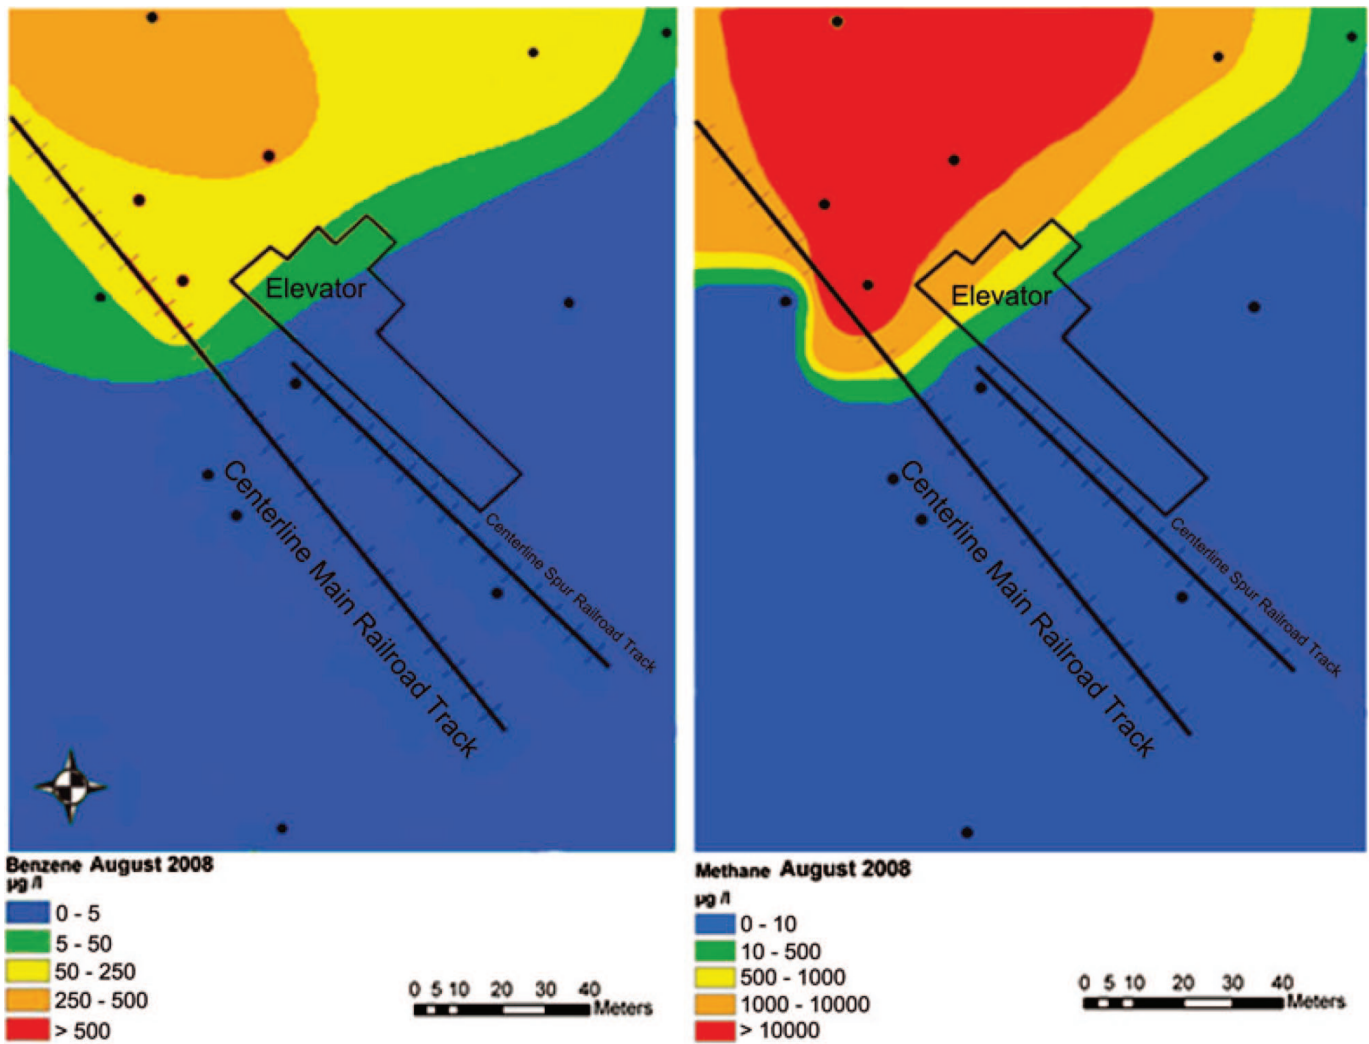 Elevator
Centerline Main Railroad Track
Centerline Spur Railroad Track
Benzene August 2008
µg /l
0 - 5
5 - 50
50 - 250
250 - 500
> 500
0 5 10 20 30 40
Meters
Elevator
Centerline Main Railroad Track
Centerline Spur Railroad Track
Methane August 2008
µg /l
0 - 10
10 - 500
500 - 1000
1000 - 10000
> 10000
0 5 10 20 30 40
Meters